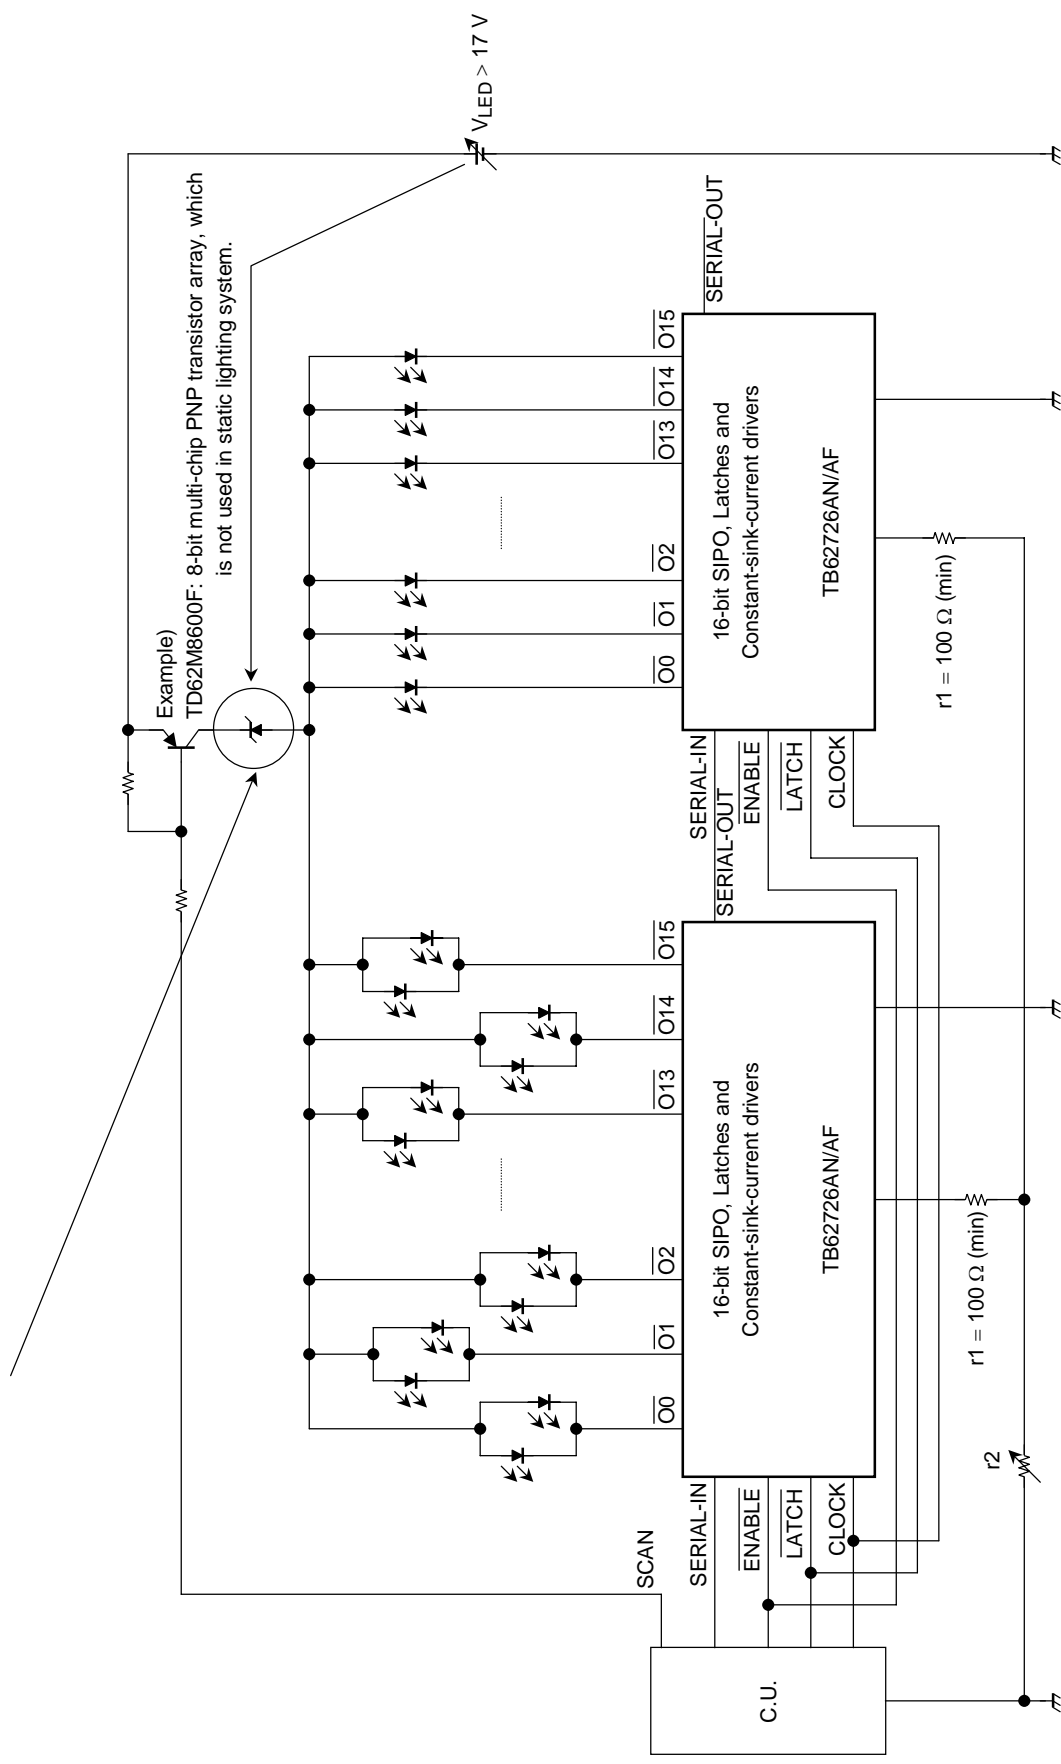 Example)
TD62M8600F: 8-bit multi-chip PNP transistor array, which
is not used in static lighting system.
VLED > 17 V
SCAN
O0
O1
O2
O13
O14
O15
O0
O1
O2
O13
O14
O15
C.U.
SERIAL-IN
ENABLE
LATCH
CLOCK
16-bit SIPO, Latches and
Constant-sink-current drivers
TB62726AN/AF
SERIAL-OUT
SERIAL-IN
ENABLE
LATCH
CLOCK
16-bit SIPO, Latches and
Constant-sink-current drivers
TB62726AN/AF
SERIAL-OUT
r2
r1 = 100 Ω (min)
r1 = 100 Ω (min)